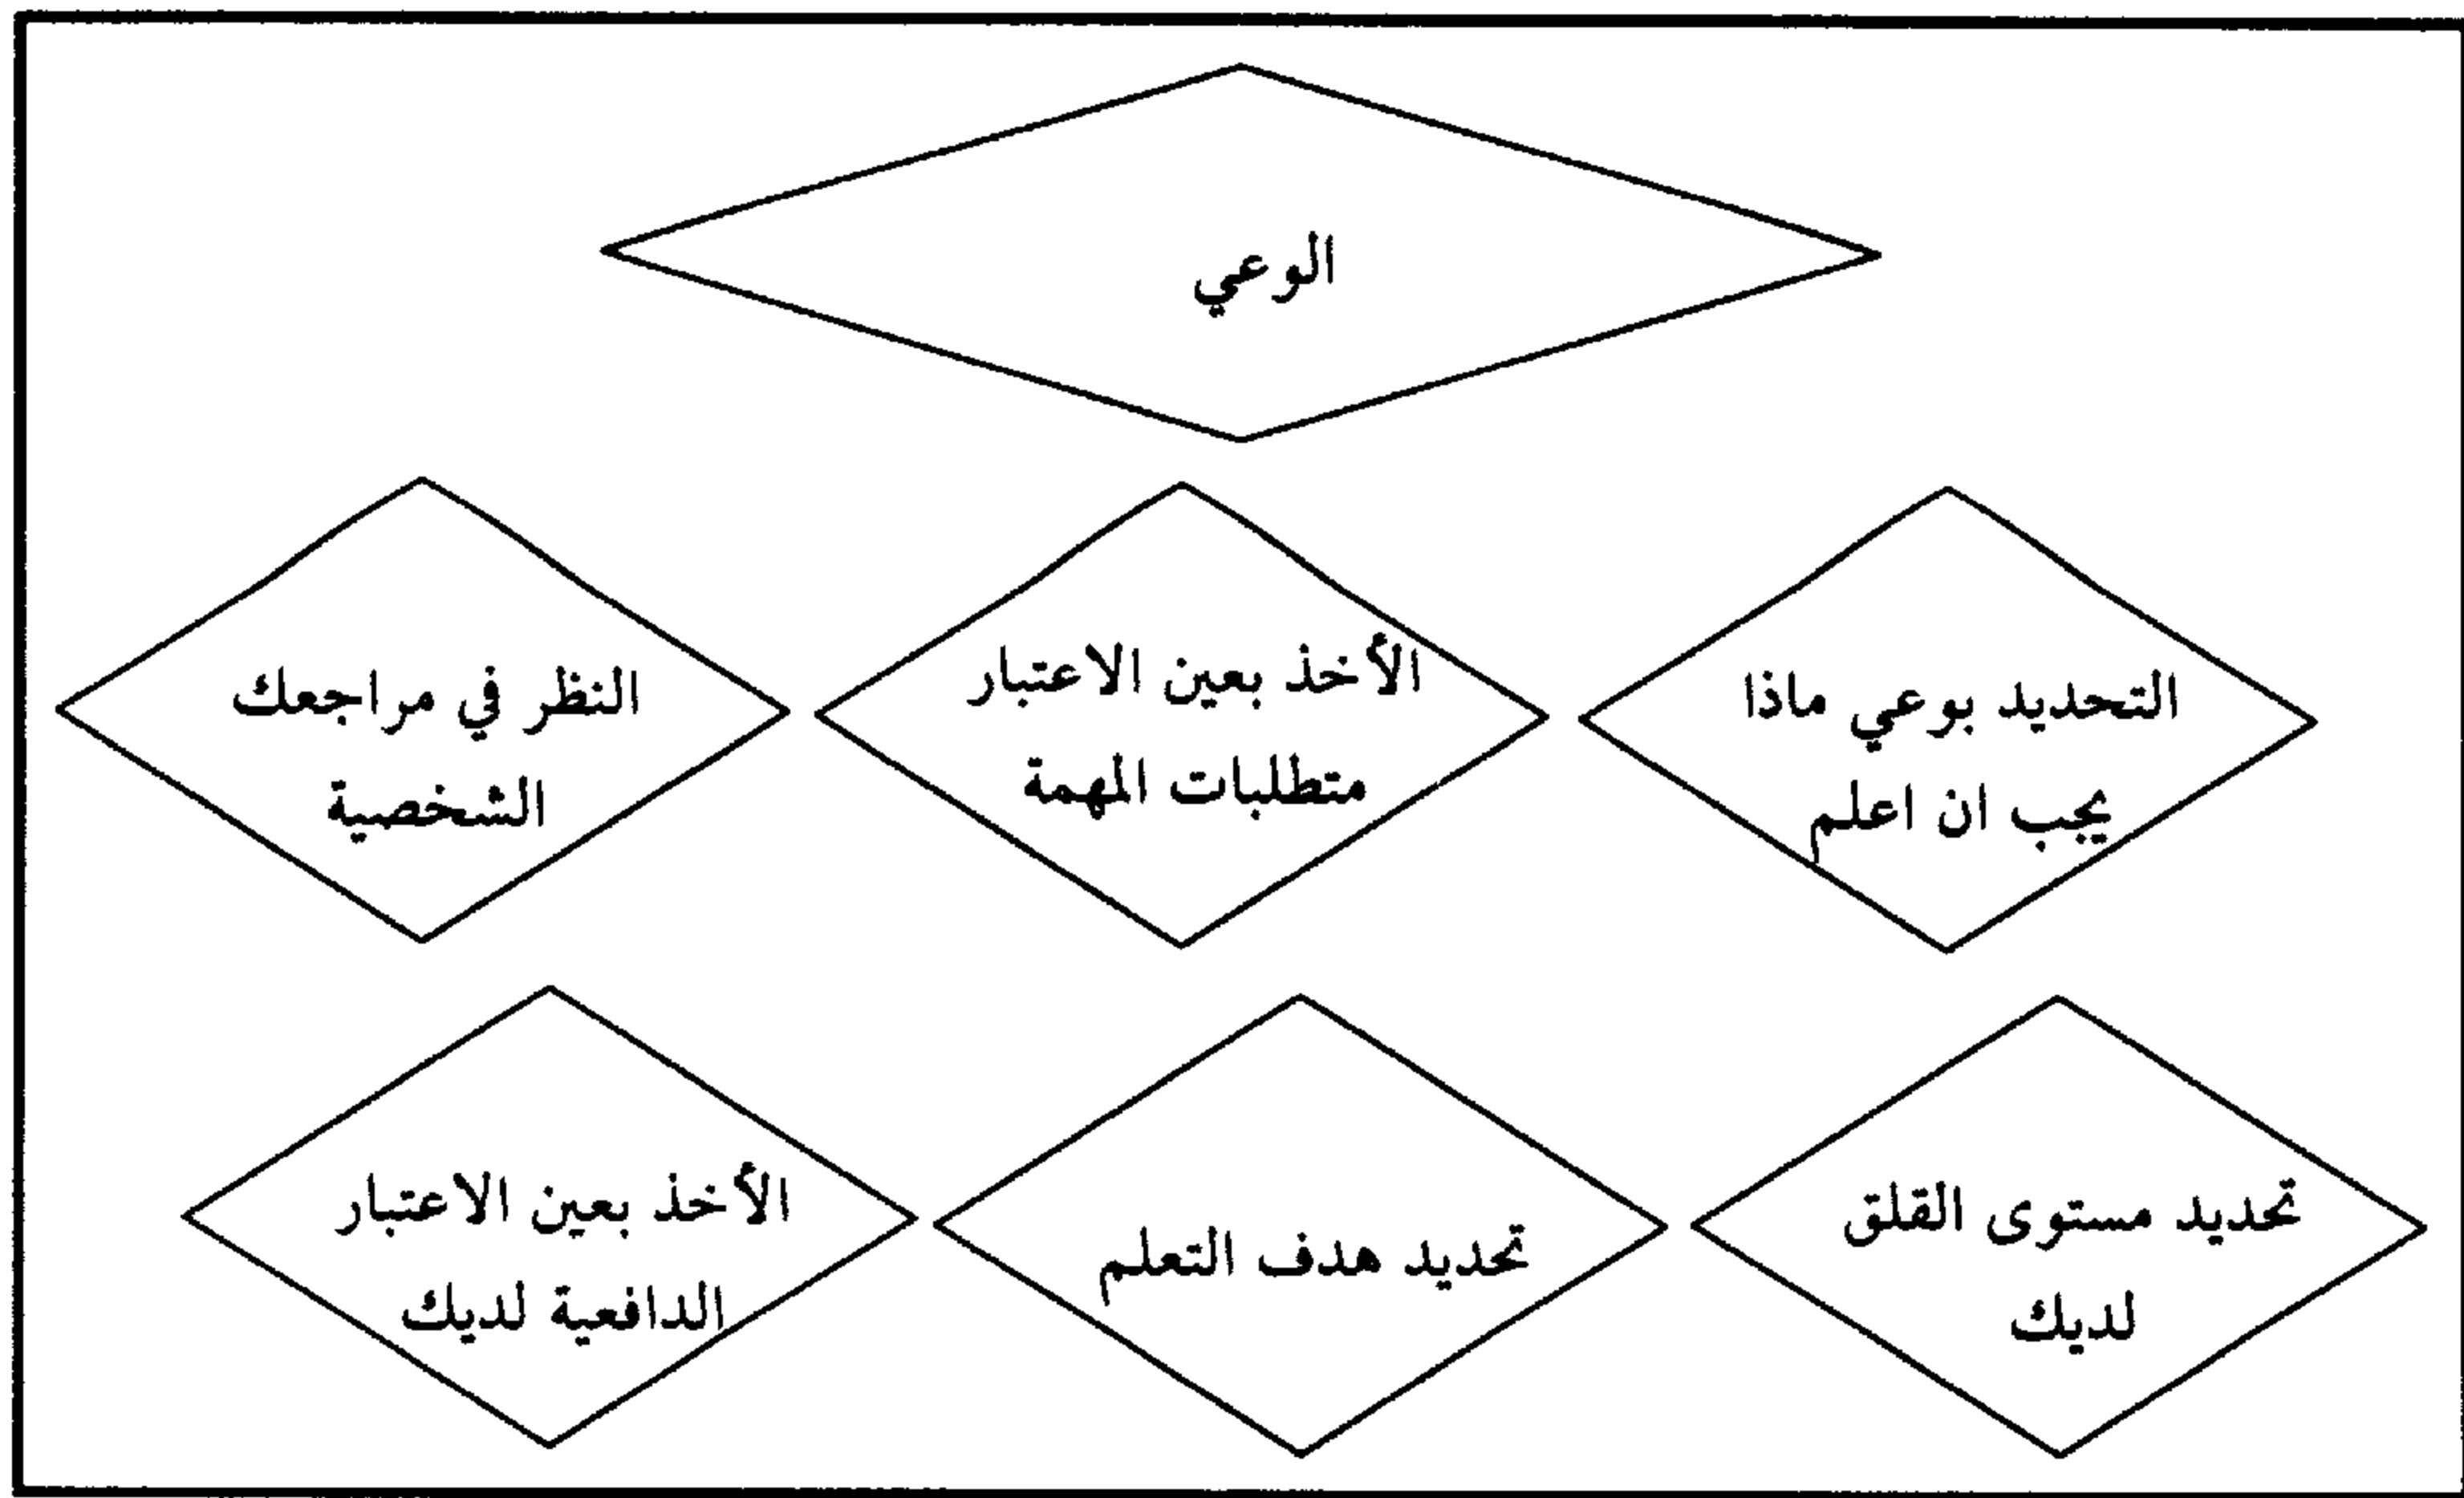 الوعي
التحديد بوعي ماذا
يجب ان اعلم
الأخذ بعين الاعتبار
متطلبات المهمة
النظر في مراجعك
الشخصية
تحديد مستوى القلق
لديك
تحديد هدف التعلم
الأخذ بعين الاعتبار
الدافعية لديك